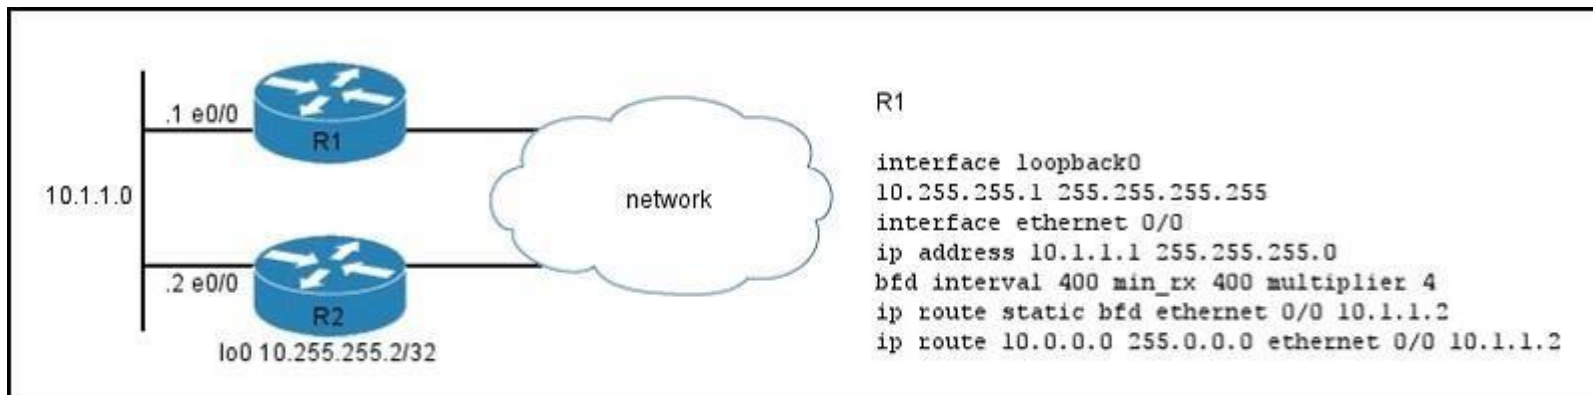 .1 e0/0
R1
10.1.1.0
network
.2 e0/0
R2
lo0 10.255.255.2/32
R1
interface loopback0
10.255.255.1 255.255.255.255
interface ethernet 0/0
ip address 10.1.1.1 255.255.255.0
bfd interval 400 min_rx 400 multiplier 4
ip route static bfd ethernet 0/0 10.1.1.2
ip route 10.0.0.0 255.0.0.0 ethernet 0/0 10.1.1.2